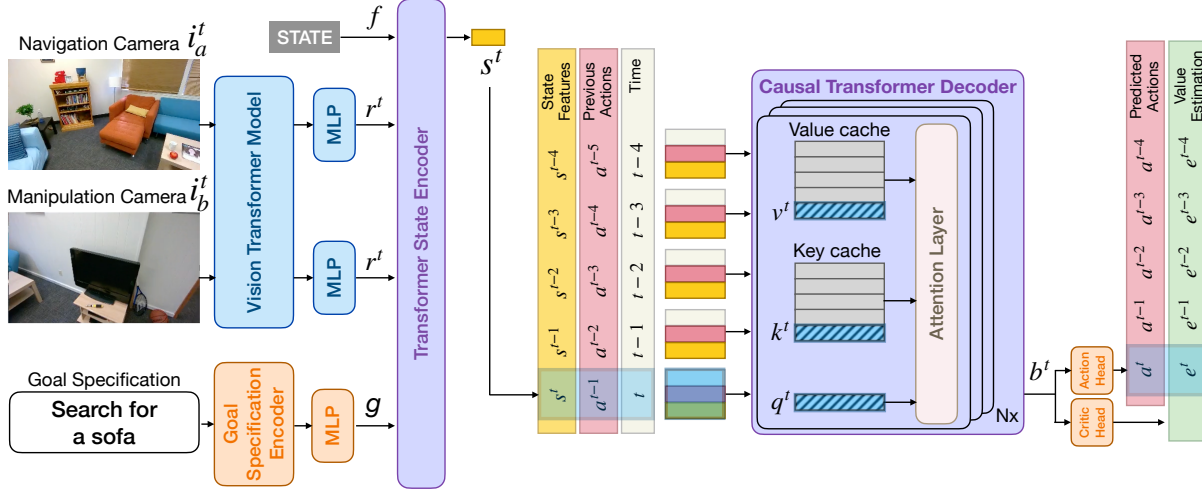 Navigation Camera i_a^t
Manipulation Camera i_b^t
Goal Specification
Search for
a sofa
Vision Transformer Model
Goal
Specification
Encoder
MLP
MLP
MLP
r^t
r^t
g
STATE
f
Transformer State Encoder
s^t
State
Features
s^{t-4}
s^{t-3}
s^{t-2}
s^{t-1}
s^t
Previous
Actions
a^{t-5}
a^{t-4}
a^{t-3}
a^{t-2}
a^{t-1}
Time
t-4
t-3
t-2
t-1
t
Causal Transformer Decoder
Value cache
v^t
Key cache
k^t
q^t
Attention Layer
Nx
b^t
Action
Head
Critic
Head
Predicted
Actions
a^{t-4}
a^{t-3}
a^{t-2}
a^{t-1}
a^t
Value
Estimation
e^{t-4}
e^{t-3}
e^{t-2}
e^{t-1}
e^t